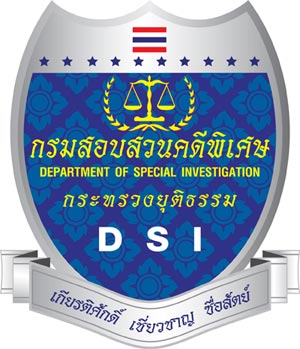 กรมสอบสวนคดีพิเศษ
DEPARTMENT OF SPECIAL INVESTIGATION
กระทรวงยุติธรรม
DSI
เกียรติศักดิ์ เชี่ยวชาญ ซื่อสัตย์